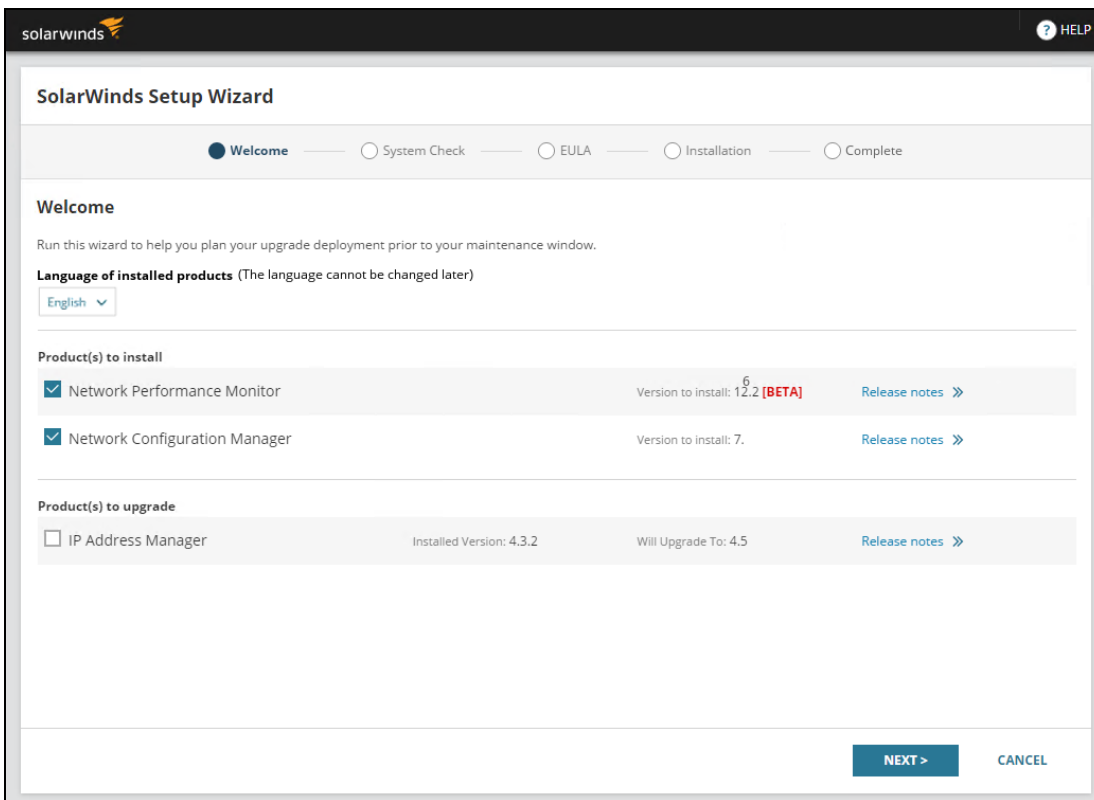 solarwinds
? HELP
SolarWinds Setup Wizard
Welcome System Check EULA Installation Complete
Welcome
Run this wizard to help you plan your upgrade deployment prior to your maintenance window.
Language of installed products (The language cannot be changed later)
English
Product(s) to install
6
Network Performance Monitor Version to install: 12.2 [BETA] Release notes »
Network Configuration Manager Version to install: 7. Release notes »
Product(s) to upgrade
IP Address Manager Installed Version: 4.3.2 Will Upgrade To: 4.5 Release notes »
NEXT > CANCEL